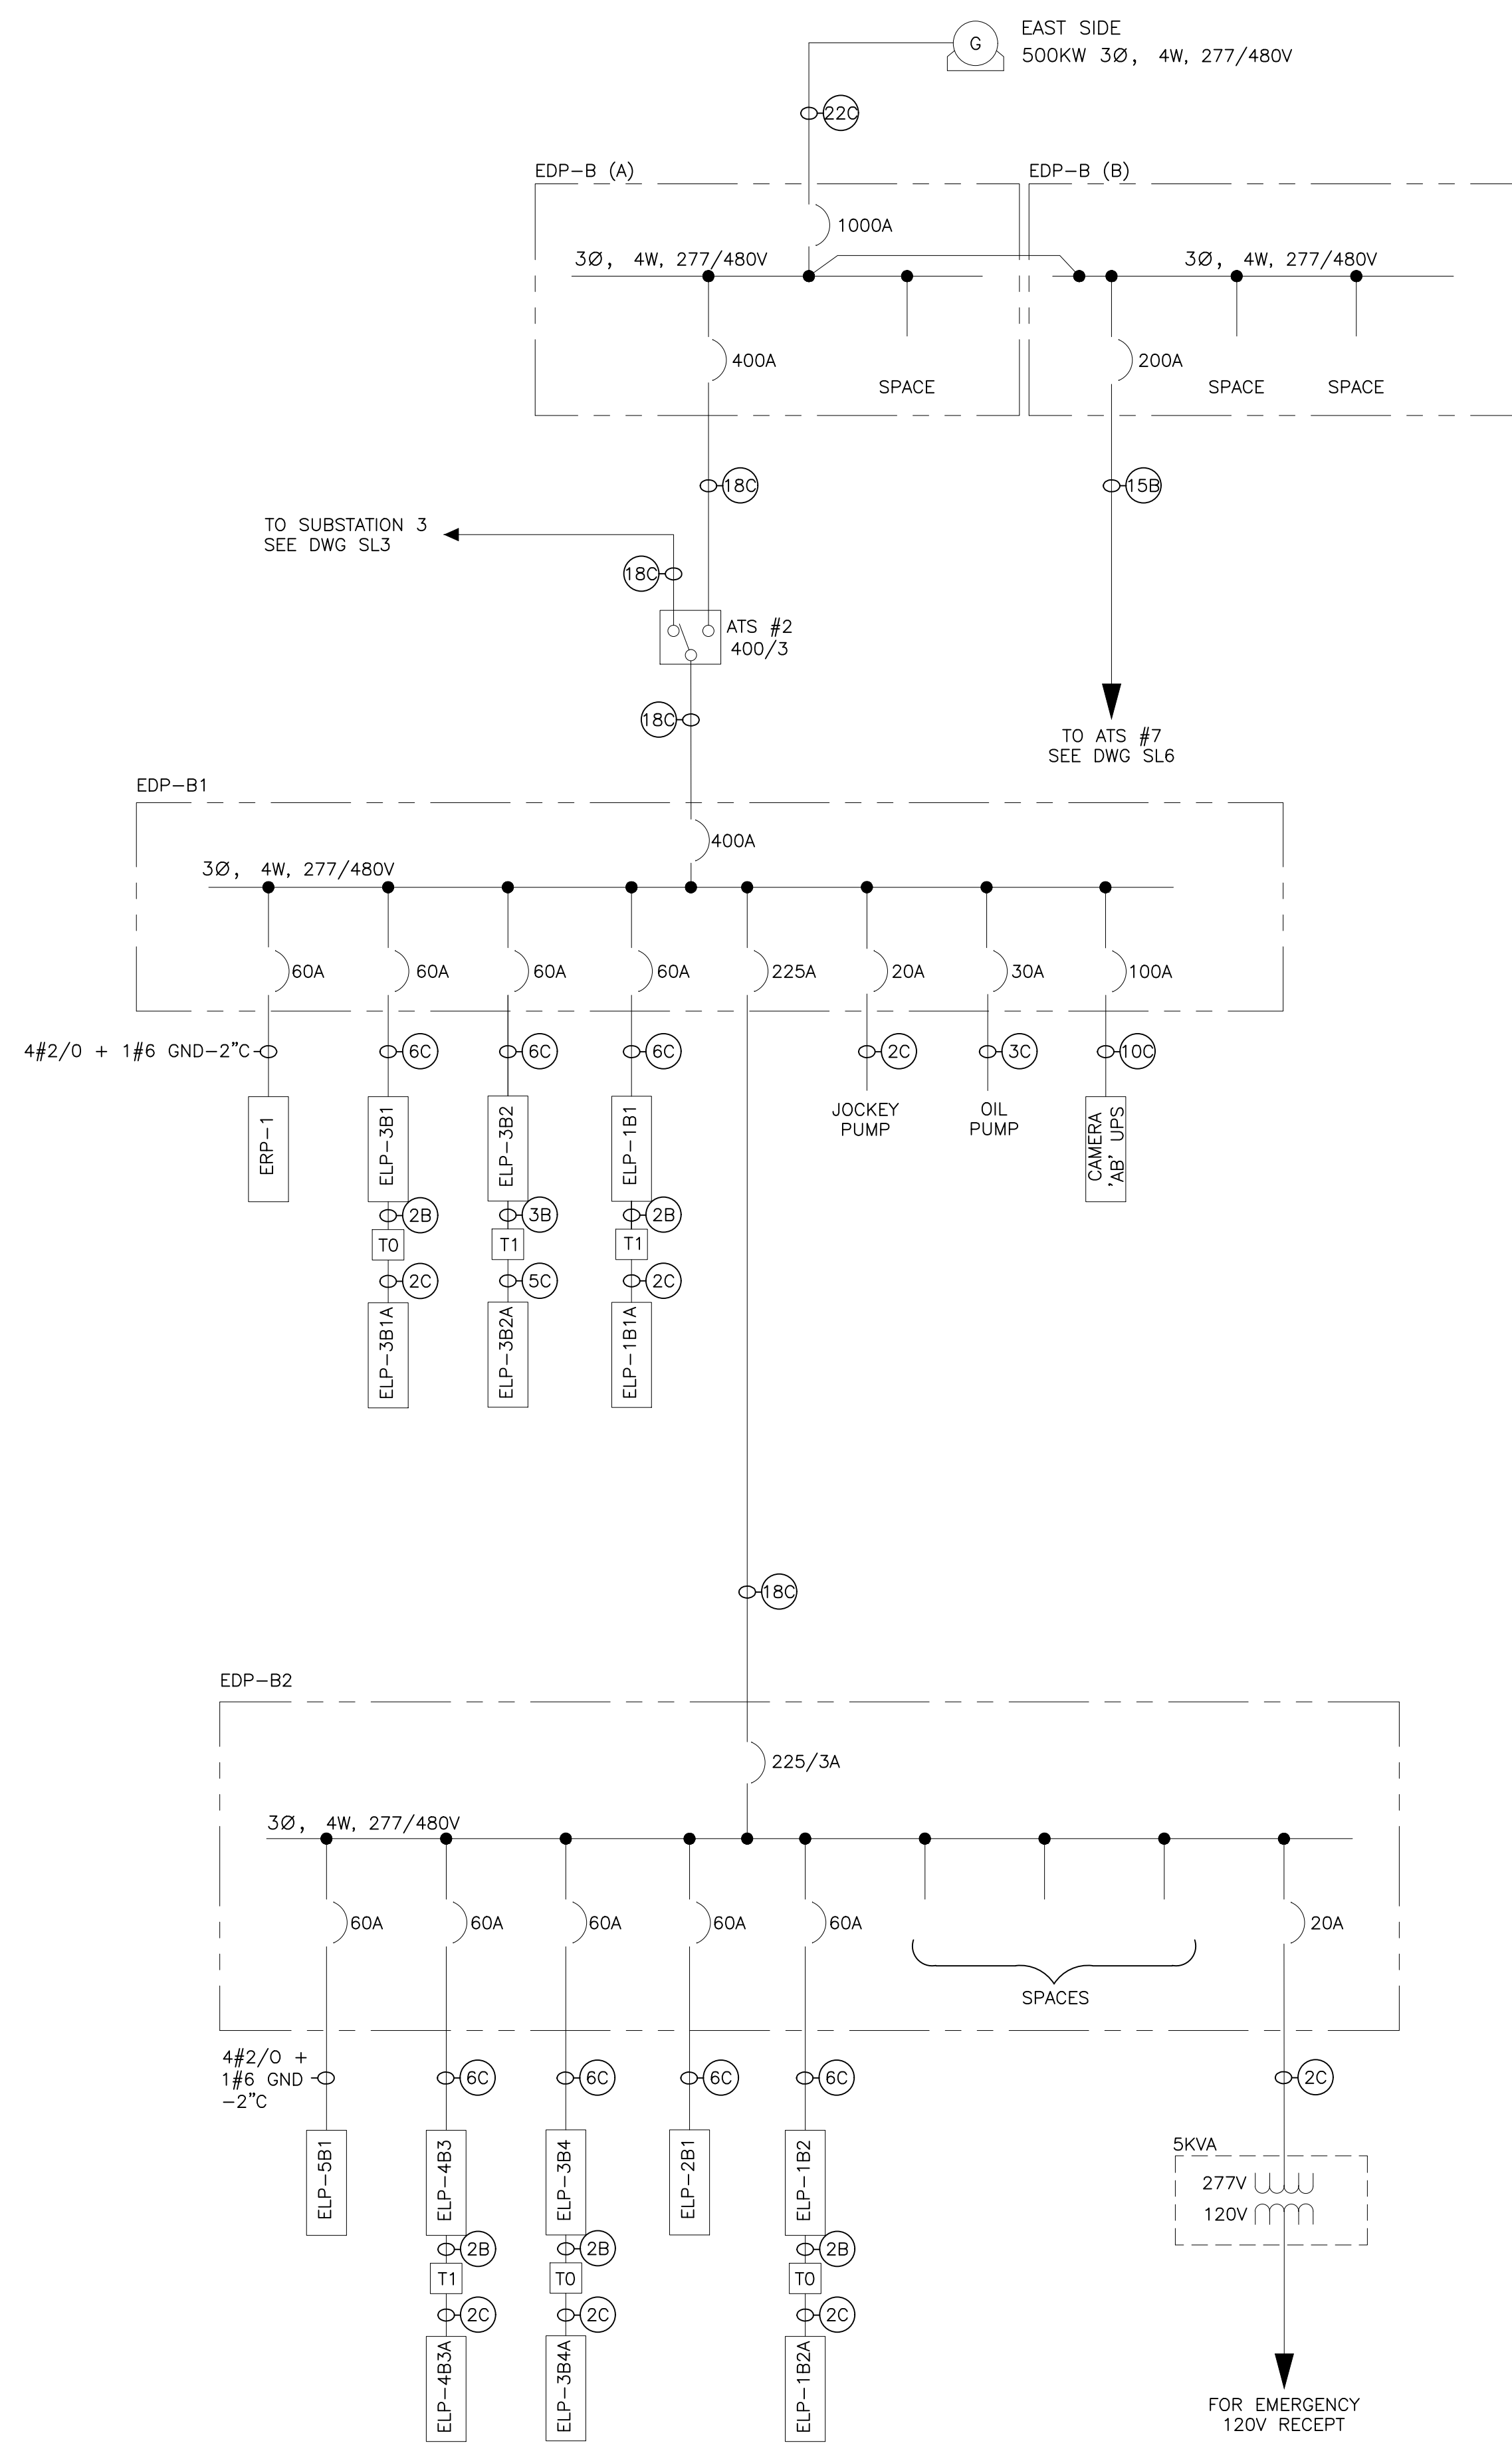 G
EAST SIDE
500KW 3Ø, 4W, 277/480V
22C
EDP-B (A)
EDP-B (B)
1000A
3Ø, 4W, 277/480V
3Ø, 4W, 277/480V
400A
SPACE
200A
SPACE
SPACE
18C
15B
TO SUBSTATION 3
SEE DWG SL3
18C
ATS #2
400/3
18C
TO ATS #7
SEE DWG SL6
EDP-B1
400A
3Ø, 4W, 277/480V
60A
60A
60A
60A
225A
20A
30A
100A
4#2/0 + 1#6 GND-2"C
6C
6C
6C
2C
3C
10C
ERP-1
ELP-3B1
ELP-3B2
ELP-1B1
JOCKEY
PUMP
OIL
PUMP
CAMERA
'AB' UPS
2B
3B
2B
T0
T1
T1
2C
5C
2C
ELP-3B1A
ELP-3B2A
ELP-1B1A
18C
EDP-B2
225/3A
3Ø, 4W, 277/480V
60A
60A
60A
60A
60A
20A
SPACES
4#2/0 +
1#6 GND
-2"C
6C
6C
6C
6C
2C
ELP-5B1
ELP-4B3
ELP-3B4
ELP-2B1
ELP-1B2
5KVA
277V
120V
2B
2B
2B
T1
T0
T0
2C
2C
2C
ELP-4B3A
ELP-3B4A
ELP-1B2A
FOR EMERGENCY
120V RECEPT